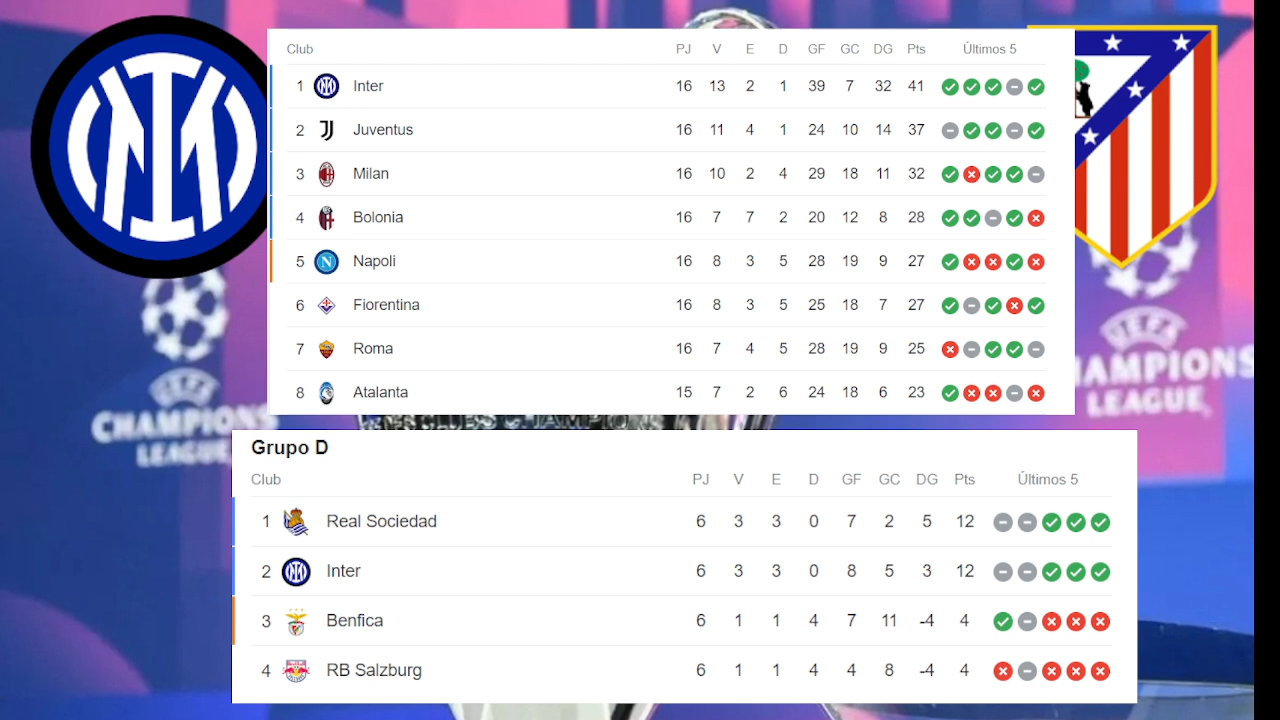 Club PJ V E D GF GC DG Pts Últimos 5
1 Inter 16 13 2 1 39 7 32 41
2 Juventus 16 11 4 1 24 10 14 37
3 Milan 16 10 2 4 29 18 11 32
4 Bolonia 16 7 7 2 20 12 8 28
5 Napoli 16 8 3 5 28 19 9 27
6 Fiorentina 16 8 3 5 25 18 7 27
7 Roma 16 7 4 5 28 19 9 25
8 Atalanta 15 7 2 6 24 18 6 23
UEFA
CHAMPIONS
LEAGUE
UEFA
CHAMPIONS
LEAGUE
Grupo D
Club PJ V E D GF GC DG Pts Últimos 5
1 Real Sociedad 6 3 3 0 7 2 5 12
2 Inter 6 3 3 0 8 5 3 12
3 Benfica 6 1 1 4 7 11 -4 4
4 RB Salzburg 6 1 1 4 4 8 -4 4